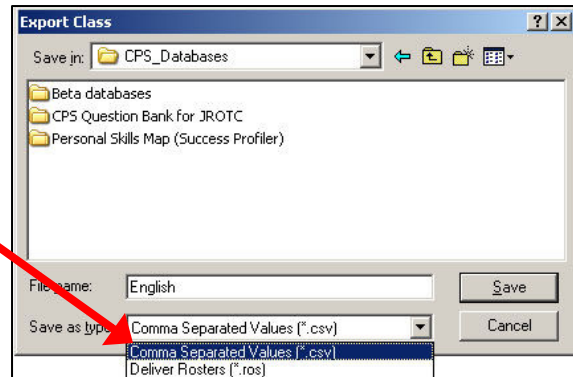 Export Class
Save in: CPS_Databases
Beta databases
CPS Question Bank for JROTC
Personal Skills Map (Success Profiler)
File name: English Save
Save as type: Comma Separated Values (*.csv) Cancel
Comma Separated Values (*.csv)
Deliver Rosters (*.ros)